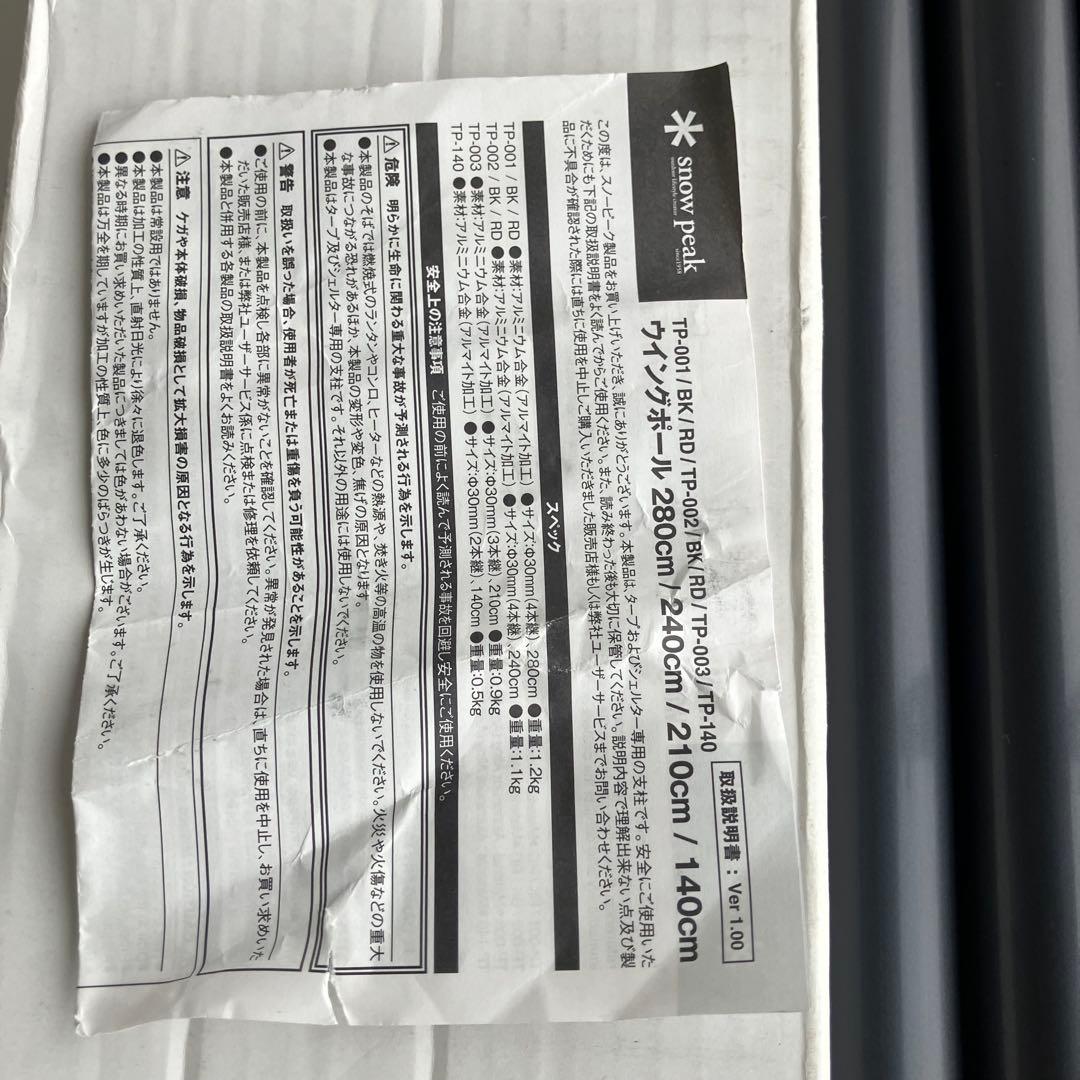 snow peak
outdoor lifestyle creator
since1958
取扱説明書：Ver 1.00
TP-001/BK/RD/TP-002/BK/RD/TP-003/TP-140
ウイングポール 280cm / 240cm / 210cm / 140cm
この度は、スノーピーク製品をお買い上げいただき、誠にありがとうございます。本製品は、タープおよびシェルター専用の支柱です。安全にご使用いた
だくためにも下記の取扱説明書をよく読んでからご使用ください。また、読み終わった後も大切に保管してください。説明内容で理解出来ない点及び製
品に不具合が確認された際には直ちに使用を中止しご購入いただきました販売店様もしくは弊社ユーザーサービスまでお問い合わせください。
スペック
TP-001 / BK / RD ●素材:アルミニウム合金(アルマイト加工) ●サイズ:Φ30mm(4本継)、280cm ●重量:1.2kg
TP-002 / BK / RD ●素材:アルミニウム合金(アルマイト加工) ●サイズ:Φ30mm(4本継)、240cm ●重量:1.1kg
TP-003 ●素材:アルミニウム合金(アルマイト加工) ●サイズ:Φ30mm(3本継)、210cm ●重量:0.9kg
TP-140 ●素材:アルミニウム合金(アルマイト加工) ●サイズ:Φ30mm(2本継)、140cm ●重量:0.5kg
安全上の注意事項 ご使用の前によく読んで予測される事故を回避し安全にご使用ください。
⚠危険 明らかに生命に関わる重大な事故が予測される行為を示します。
●本製品のそばでは燃焼式のランタンやコンロ、ヒーターなどの熱源や、焚き火等の高温の物を使用しないでください。火災や火傷などの重大
な事故につながる恐れがあるほか、本製品の変形や変色、焦げの原因となります。
●本製品はタープ及びシェルター専用の支柱です。それ以外の用途には使用しないでください。
⚠警告 取扱いを誤った場合、使用者が死亡または重傷を負う可能性があることを示します。
●ご使用の前に、本製品を点検し各部に異常がないことを確認してください。異常が発見された場合は、直ちに使用を中止し、お買い求めいた
だいた販売店様、または弊社ユーザーサービス係に点検または修理を依頼してください。
●本製品と併用する各製品の取扱説明書をよくお読みください。
⚠注意 ケガや本体破損、物品破損として拡大損害の原因となる行為を示します。
●本製品は常設用ではありません。
●本製品は加工の性質上、直射日光により徐々に退色します。ご了承ください。
●異なる時期にお買い求めいただいた製品につきましては色があわない場合がございます。ご了承ください。
●本製品は万全を期していますが加工の性質上、色に多少のばらつきが生じます。